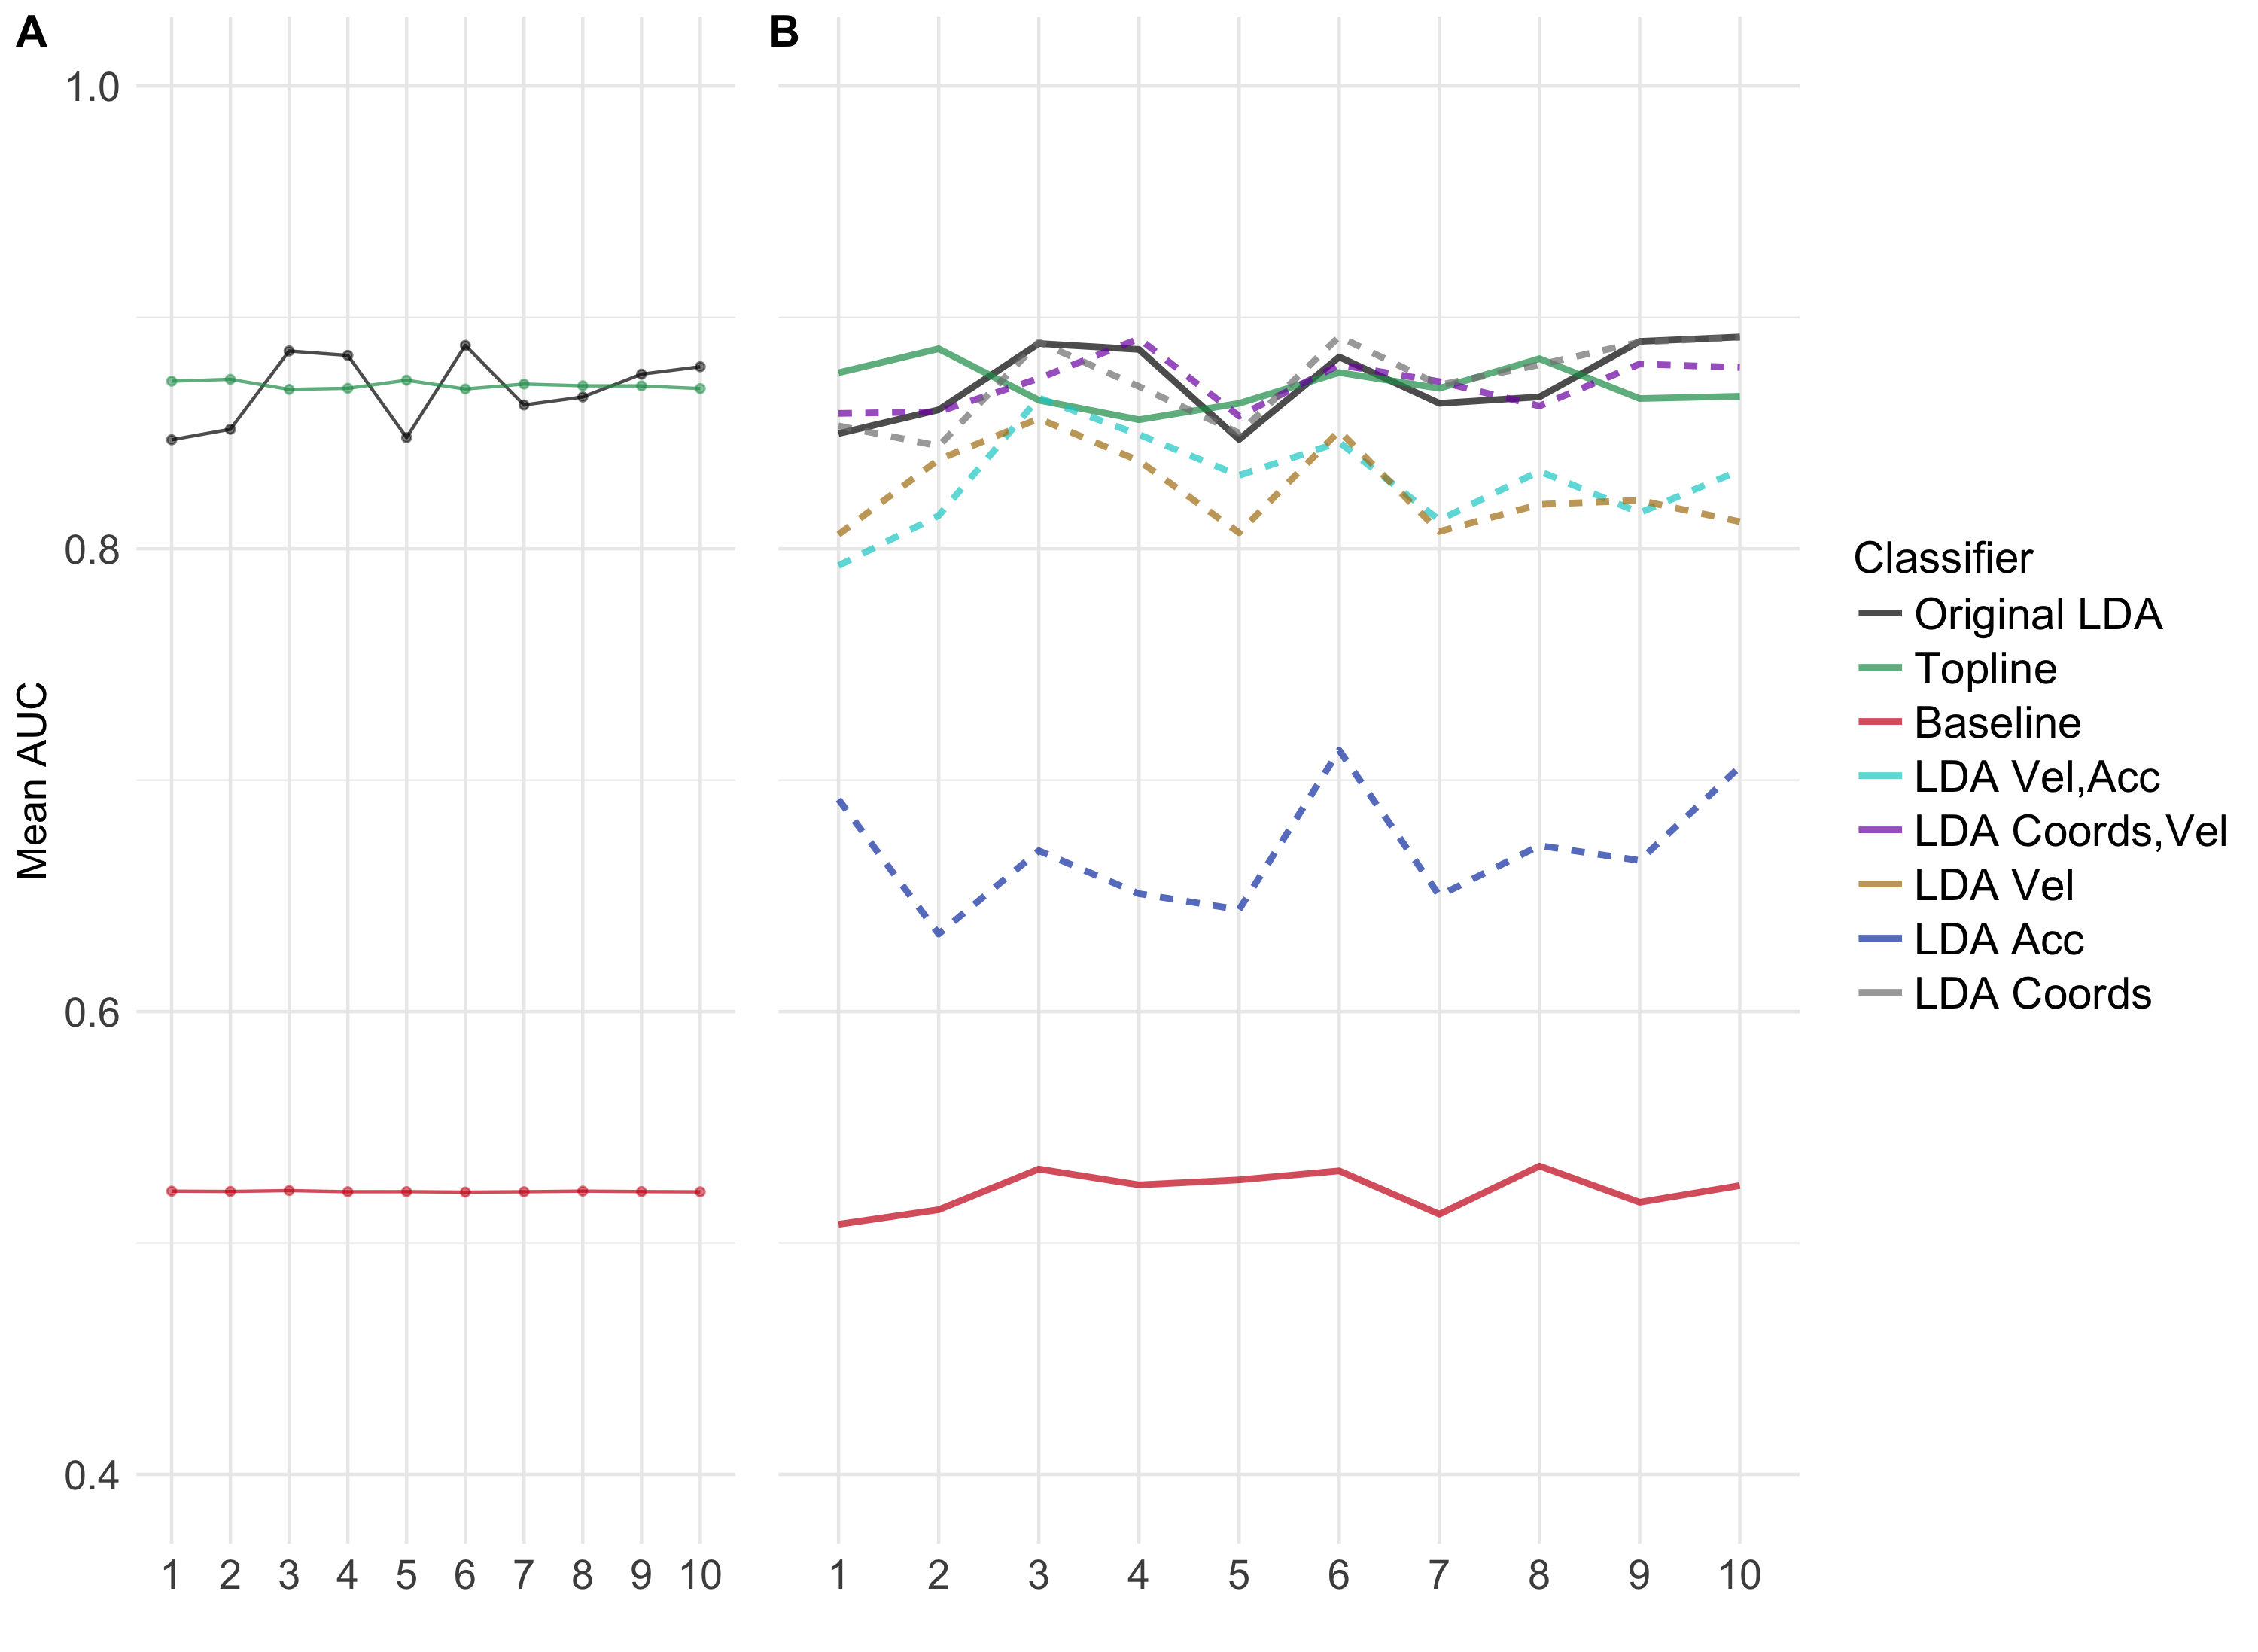 A
B
1.0
0.8
0.6
0.4
Mean AUC
1 2 3 4 5 6 7 8 9 10
1 2 3 4 5 6 7 8 9 10
Classifier
Original LDA
Topline
Baseline
LDA Vel,Acc
LDA Coords,Vel
LDA Vel
LDA Acc
LDA Coords